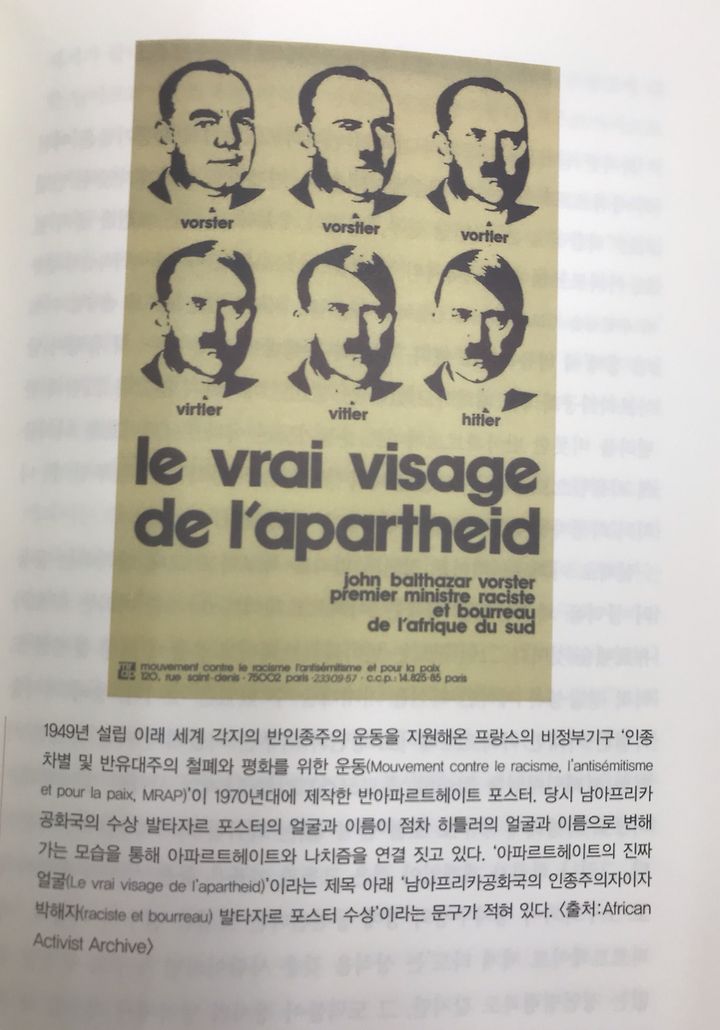 vorster
vorstler
vortler
virtler
vitler
hitler
le vrai visage
de l'apartheid
john balthazar vorster
premier ministre raciste
et bourreau
de l'afrique du sud
mouvement contre le racisme l'antisémitisme et pour la paix
120, rue saint-denis · 75002 paris · 233 09 57 · c.c.p.: 14.825-85 paris
1949년 설립 이래 세계 각지의 반인종주의 운동을 지원해온 프랑스의 비정부기구 ‘인종
차별 및 반유대주의 철폐와 평화를 위한 운동(Mouvement contre le racisme, l'antisémitisme
et pour la paix, MRAP)’이 1970년대에 제작한 반아파르트헤이트 포스터. 당시 남아프리카
공화국의 수상 발타자르 포스터의 얼굴과 이름이 점차 히틀러의 얼굴과 이름으로 변해
가는 모습을 통해 아파르트헤이트와 나치즘을 연결 짓고 있다. ‘아파르트헤이트의 진짜
얼굴(Le vrai visage de l'apartheid)’이라는 제목 아래 ‘남아프리카공화국의 인종주의자이자
박해자(raciste et bourreau) 발타자르 포스터 수상’이라는 문구가 적혀 있다. 〈출처:African
Activist Archive〉